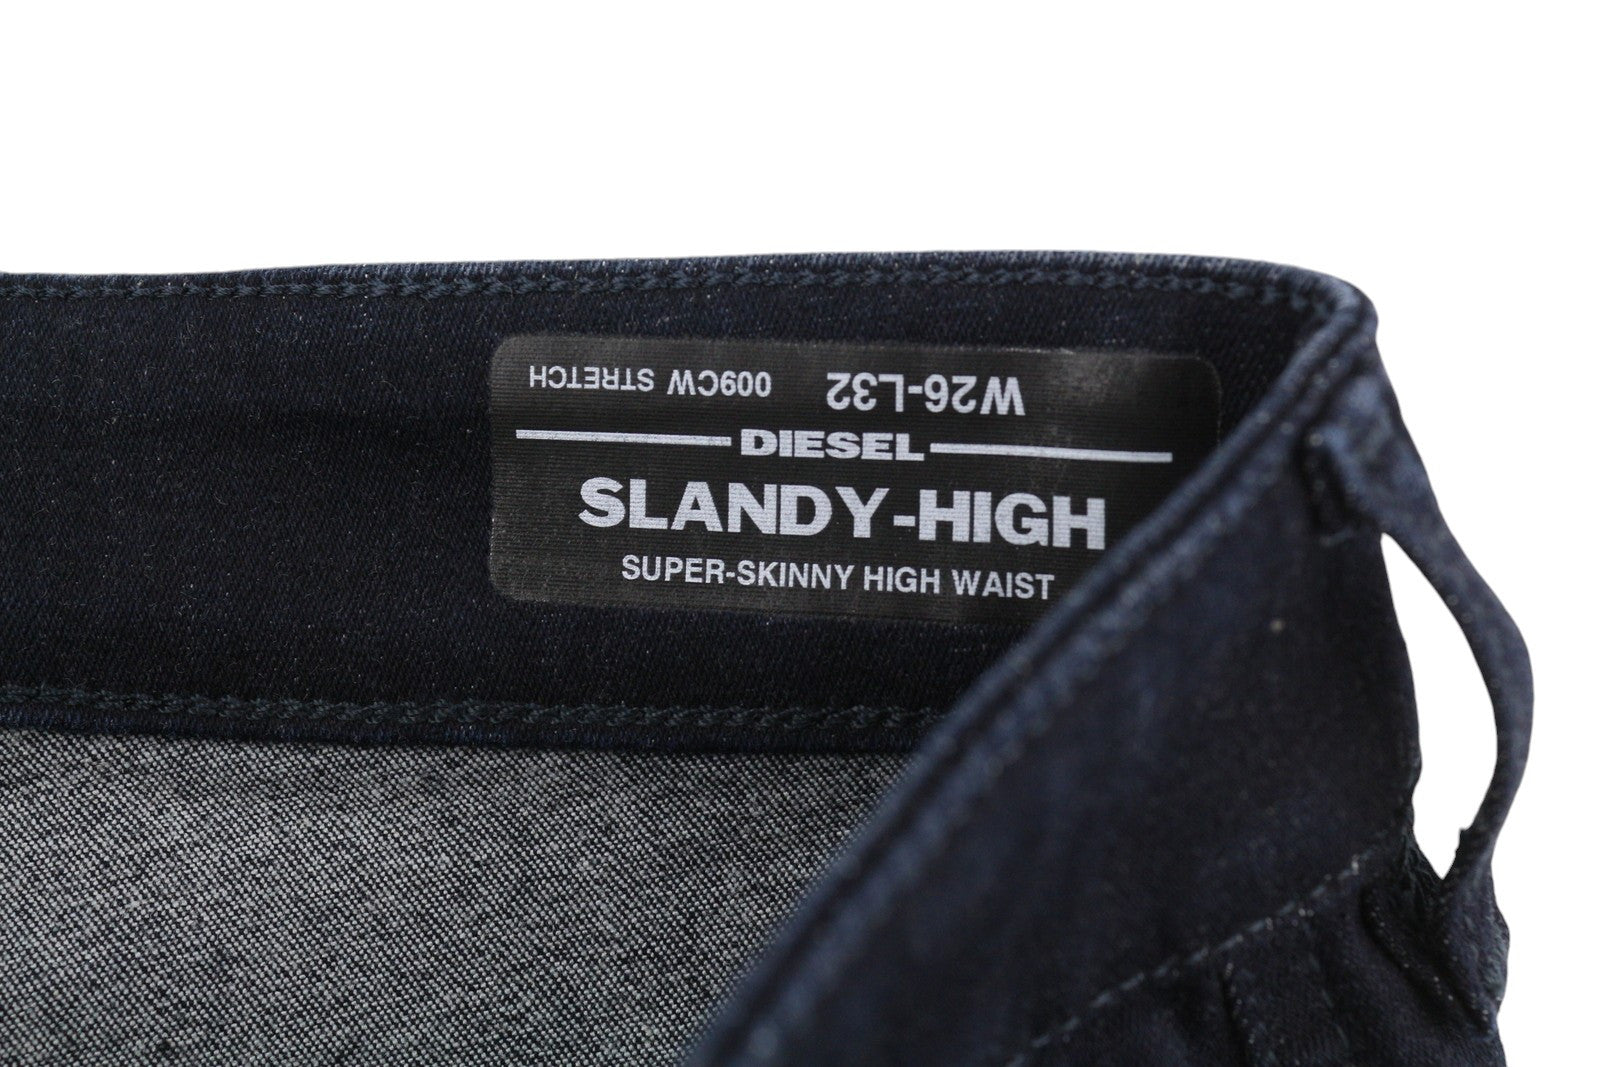 W26-L32 009CW STRETCH
DIESEL
SLANDY-HIGH
SUPER-SKINNY HIGH WAIST